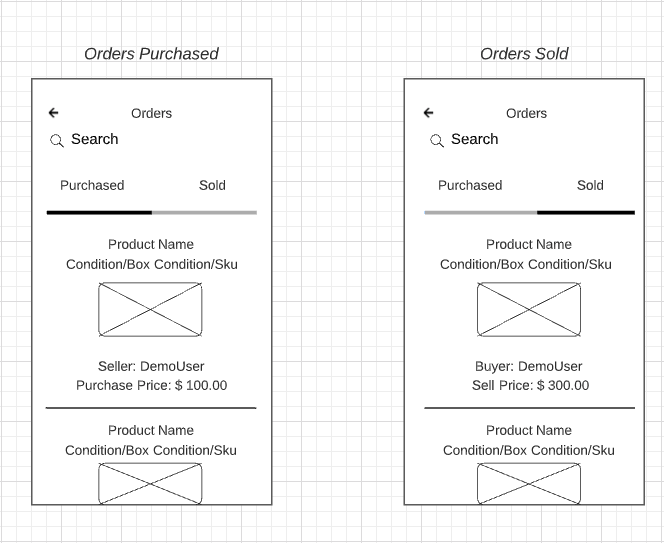 Orders Purchased
Orders
Search
Purchased Sold
Product Name
Condition/Box Condition/Sku
Seller: DemoUser
Purchase Price: $ 100.00
Product Name
Condition/Box Condition/Sku
Orders Sold
Orders
Search
Purchased Sold
Product Name
Condition/Box Condition/Sku
Buyer: DemoUser
Sell Price: $ 300.00
Product Name
Condition/Box Condition/Sku